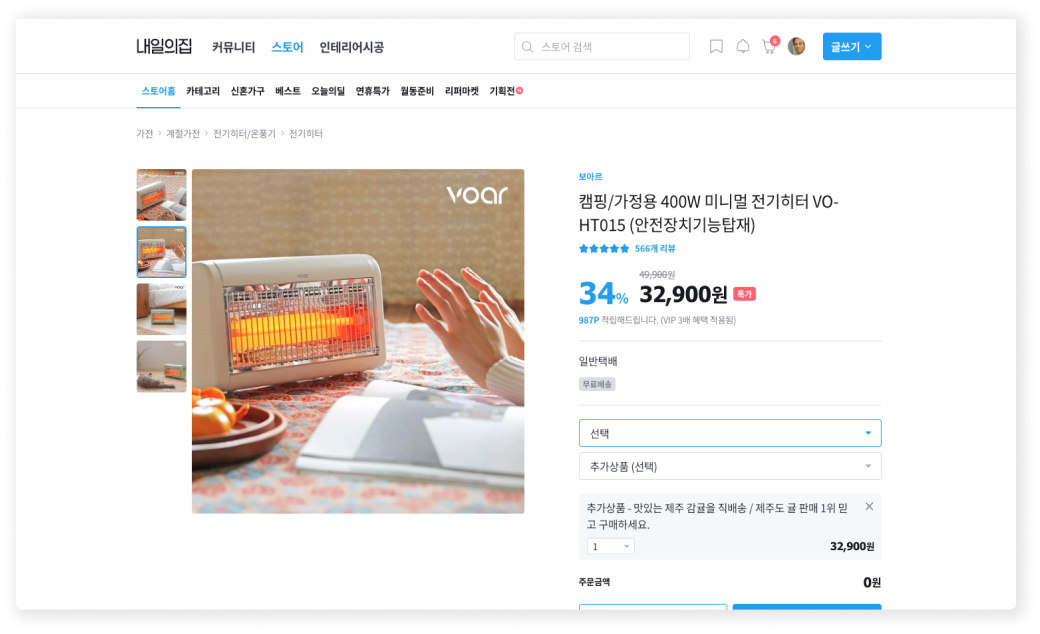 내일의집 커뮤니티 스토어 인테리어시공 스토어 검색 6 글쓰기
스토어홈 카테고리 신혼가구 베스트 오늘의딜 연휴특가 월동준비 리퍼마켓 기획전
가전 > 계절가전 > 전기히터/온풍기 > 전기히터
voar
보아르
캠핑/가정용 400W 미니멀 전기히터 VO-
HT015 (안전장치기능탑재)
566개 리뷰
49,900원
34% 32,900원 특가
987P 적립해드립니다. (VIP 3배 혜택 적용됨)
일반택배
무료배송
선택
추가상품 (선택)
추가상품 - 맛있는 제주 감귤을 직배송 / 제주도 귤 판매 1위 믿
고 구매하세요.
1 32,900원
주문금액 0원